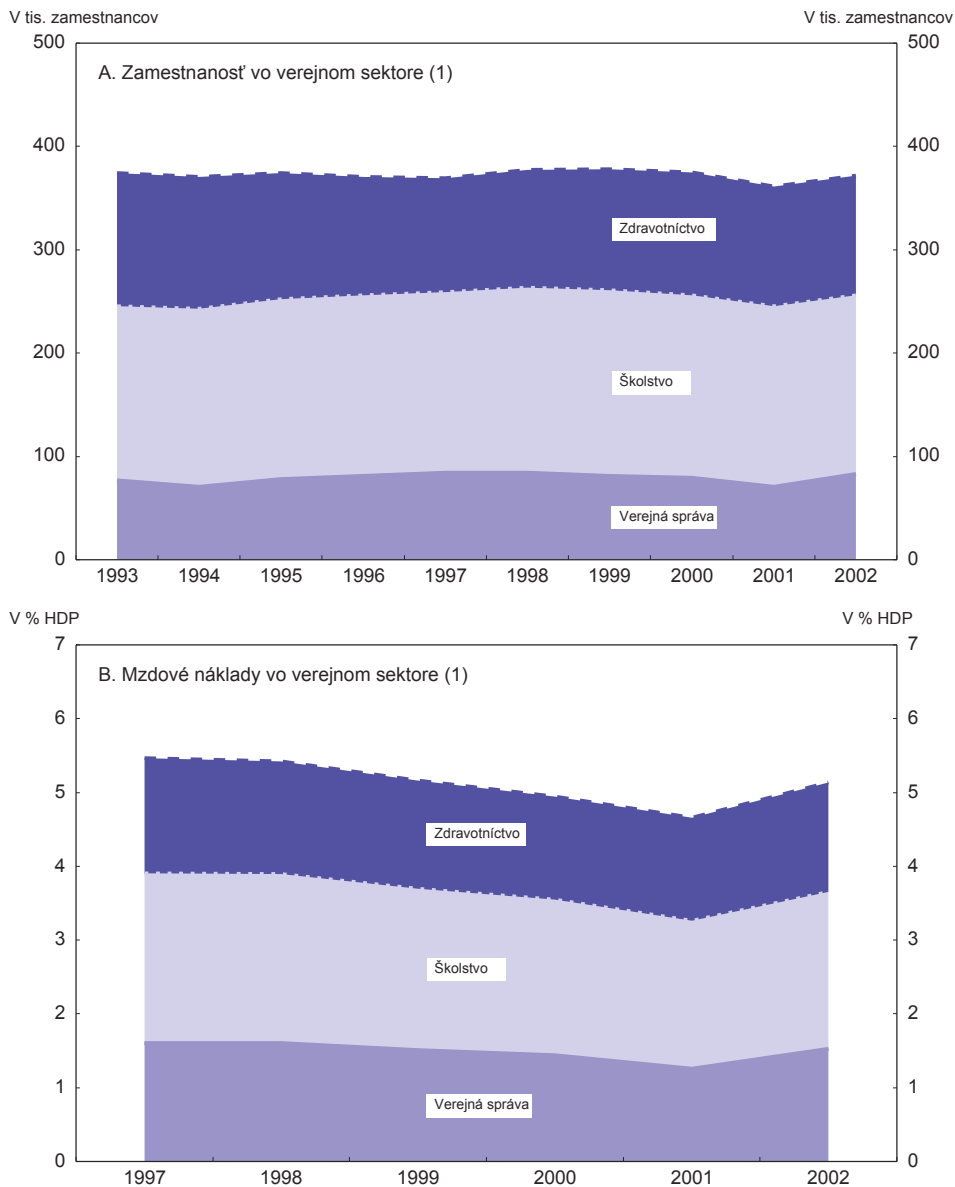 V tis. zamestnancov V tis. zamestnancov
500 500
A. Zamestnanosť vo verejnom sektore (1)
400 400
300 300
Zdravotníctvo
200 200
Školstvo
100 100
Verejná správa
0 0
1993 1994 1995 1996 1997 1998 1999 2000 2001 2002
V % HDP V % HDP
7 7
B. Mzdové náklady vo verejnom sektore (1)
6 6
5 5
Zdravotníctvo
4 4
3 3
Školstvo
2 2
1 1
Verejná správa
0 0
1997 1998 1999 2000 2001 2002